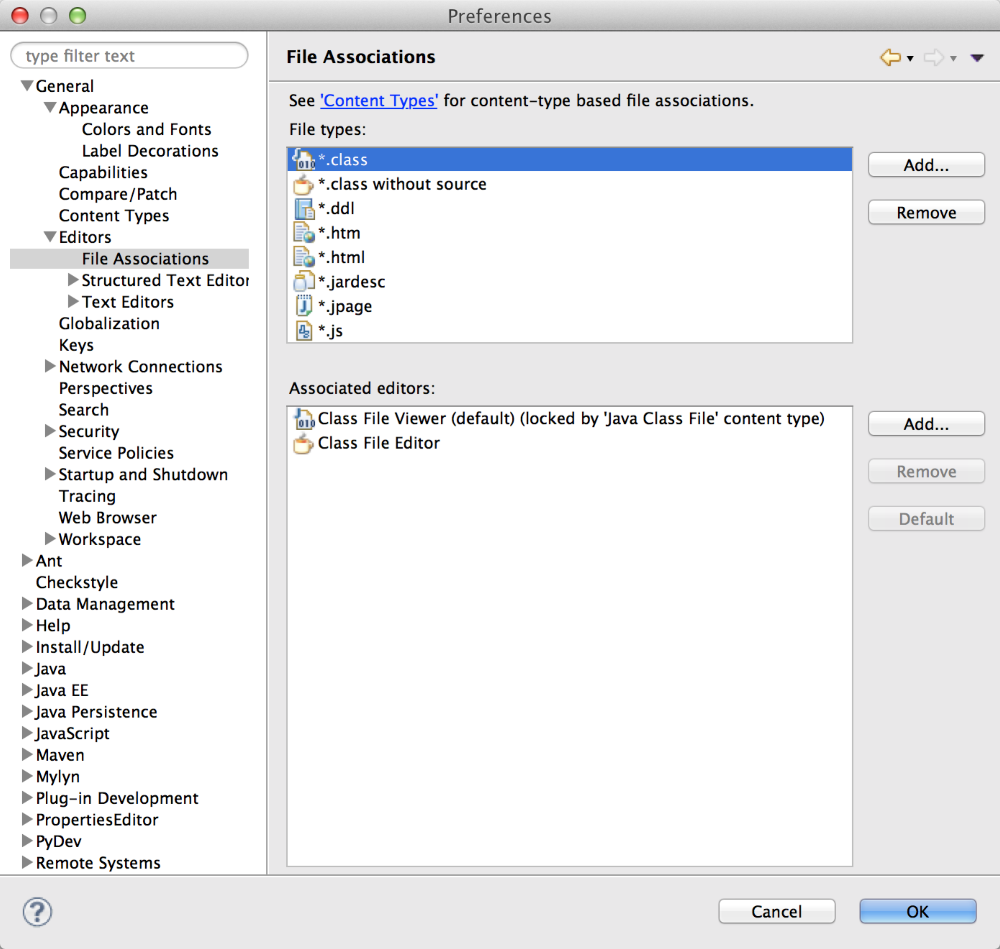 Preferences
type filter text
General
Appearance
Colors and Fonts
Label Decorations
Capabilities
Compare/Patch
Content Types
Editors
File Associations
Structured Text Editor
Text Editors
Globalization
Keys
Network Connections
Perspectives
Search
Security
Service Policies
Startup and Shutdown
Tracing
Web Browser
Workspace
Ant
Checkstyle
Data Management
Help
Install/Update
Java
Java EE
Java Persistence
JavaScript
Maven
Mylyn
Plug-in Development
PropertiesEditor
PyDev
Remote Systems
File Associations
See 'Content Types' for content-type based file associations.
File types:
*.class
*.class without source
*.ddl
*.htm
*.html
*.jardesc
*.jpage
*.js
Add...
Remove
Associated editors:
Class File Viewer (default) (locked by 'Java Class File' content type)
Class File Editor
Add...
Remove
Default
?
Cancel
OK